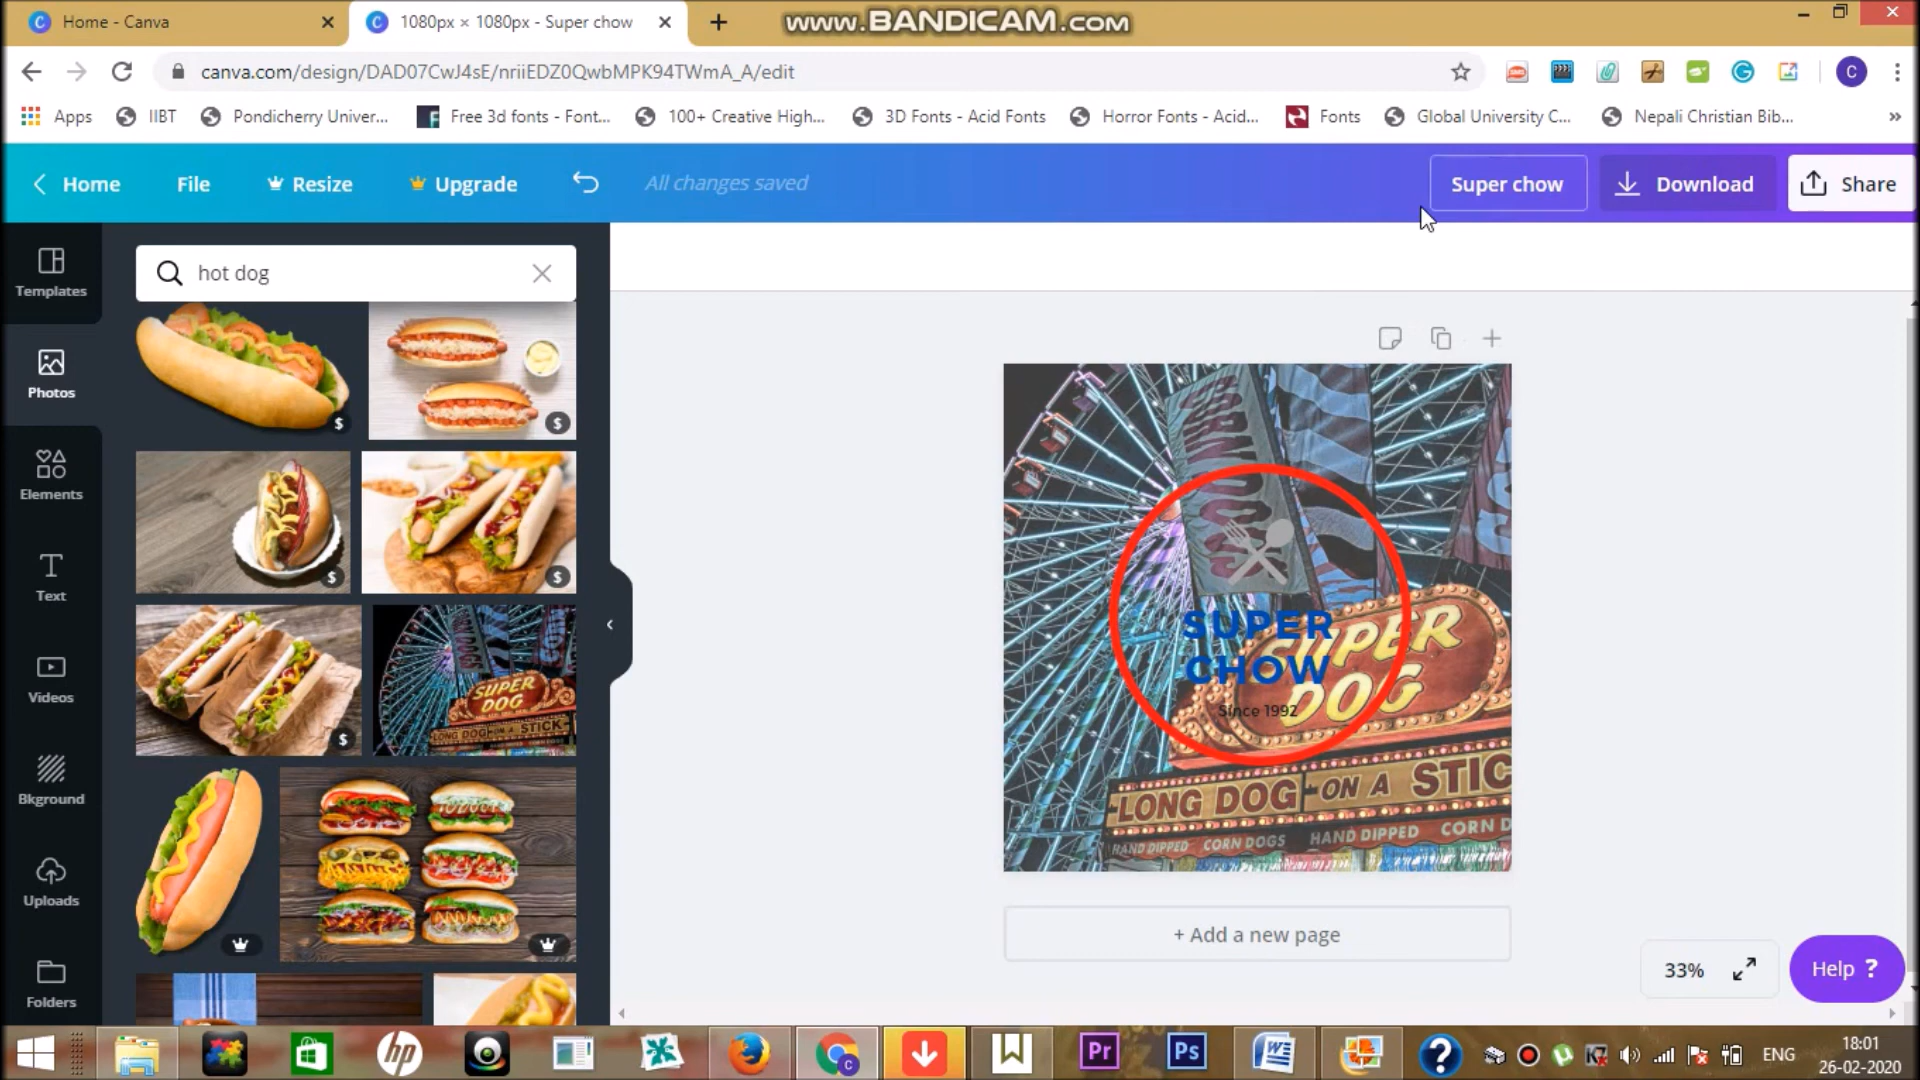 Home - Canva
1080px × 1080px - Super chow
www.BANDICAM.com
canva.com/design/DAD07CwJ4sE/nriiEDZ0QwbMPK94TWmA_A/edit
C
Apps
IIBT
Pondicherry Univer...
Free 3d fonts - Font...
100+ Creative High...
3D Fonts - Acid Fonts
Horror Fonts - Acid...
Fonts
Global University C...
Nepali Christian Bib...
»
Home
File
Resize
Upgrade
All changes saved
Super chow
Download
Share
Templates
Photos
Elements
Text
Videos
Bkground
Uploads
Folders
hot dog
$
$
$
$
$
SUPER
DOG
LONG DOG ON A STICK
SUPER
CHOW
Since 1992
SUPER
DOG
LONG DOG ON A STIC
HAND DIPPED CORN DOGS HAND DIPPED CORN D
+ Add a new page
33%
Help ?
hp
C
Pr
Ps
W
?
ENG
18:01
26-02-2020